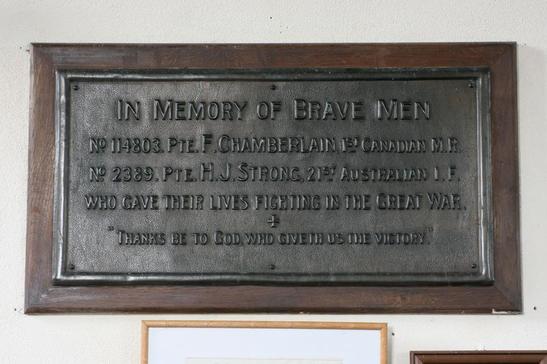 IN MEMORY OF BRAVE MEN
No 114803. PTE. F. CHAMBERLAIN 1ST CANADIAN M.R.
No 2389. PTE. H.J. STRONG, 21ST AUSTRALIAN I.F.
WHO GAVE THEIR LIVES FIGHTING IN THE GREAT WAR.
"THANKS BE TO GOD WHO GIVETH US THE VICTORY."